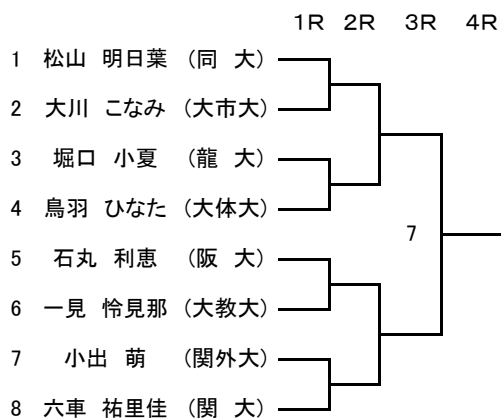 1R 2R 3R 4R
1 松山 明日葉 (同 大)
2 大川 こなみ (大市大)
3 堀口 小夏 (龍 大)
4 鳥羽 ひなた (大体大)
7
5 石丸 利恵 (阪 大)
6 一見 怜見那 (大教大)
7 小出 萌 (関外大)
8 六車 祐里佳 (関 大)